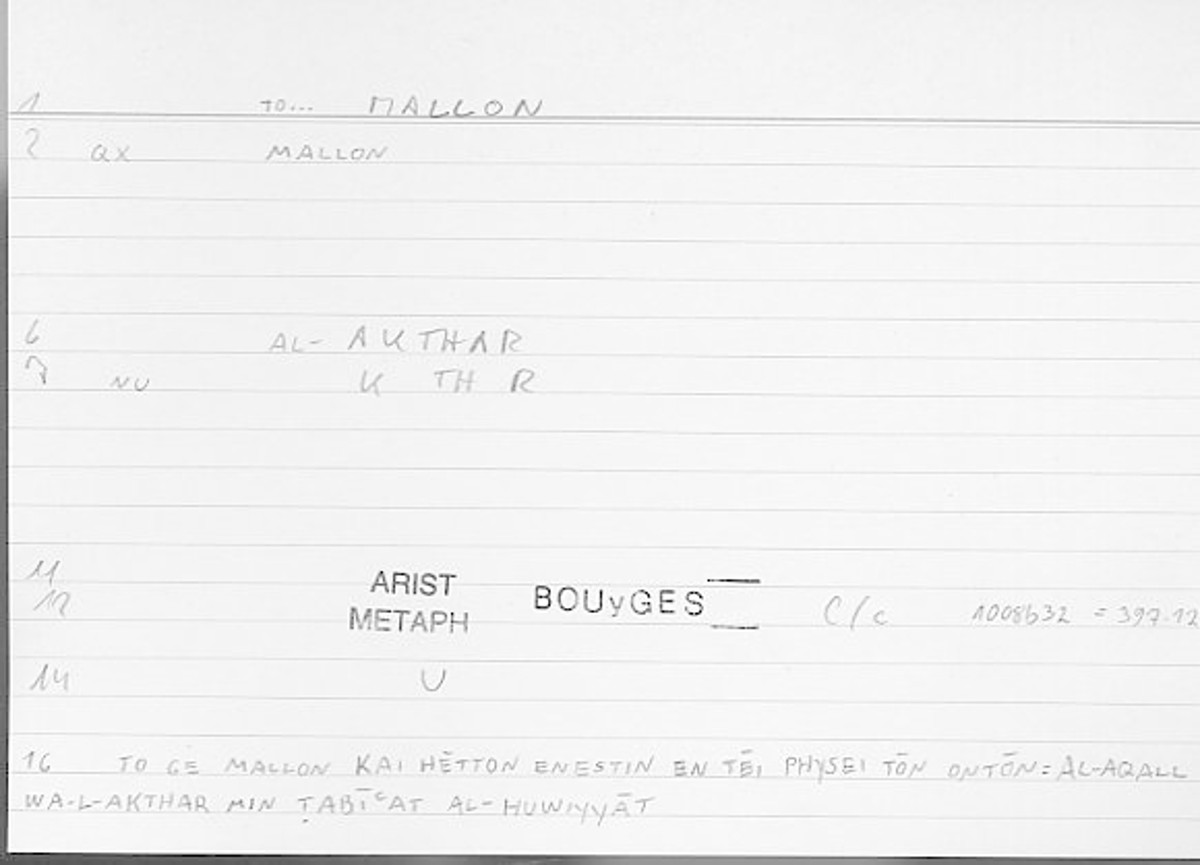 1 TO... MALLON
2 QX MALLON
6 AL- AKTHAR
7 NU K TH R
11 ARIST BOUyGES
12 METAPH C/c 1008b32 = 397.12
14 U
16 TO GE MALLON KAI HĒTTON ENESTIN EN TĒI PHYSEI TŌN ONTŌN = AL-AQALL
WA-L-AKTHAR MIN ṬABĪʿAT AL-HUWIYYĀT